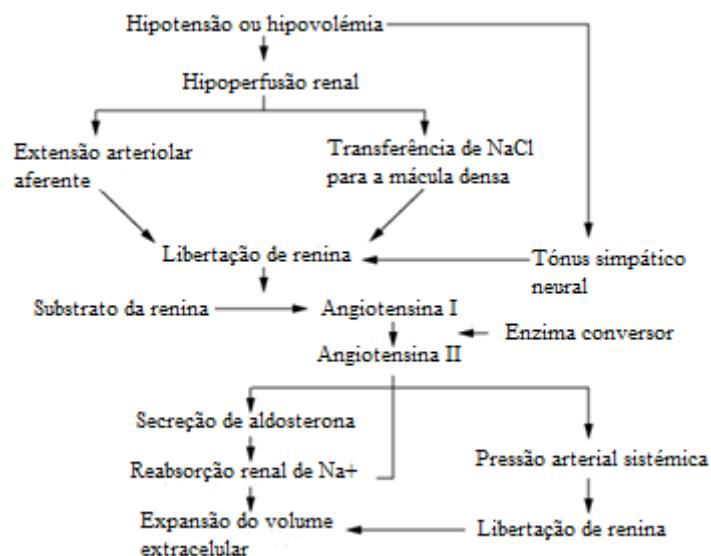 Hipotensão ou hipovolémia
Hipoperfusão renal
Extensão arteriolar
aferente
Transferência de NaCl
para a mácula densa
Libertação de renina
Tónus simpático
neural
Substrato da renina
Angiotensina I
Enzima conversor
Angiotensina II
Secreção de aldosterona
Reabsorção renal de Na+
Pressão arterial sistémica
Expansão do volume
extracelular
Libertação de renina